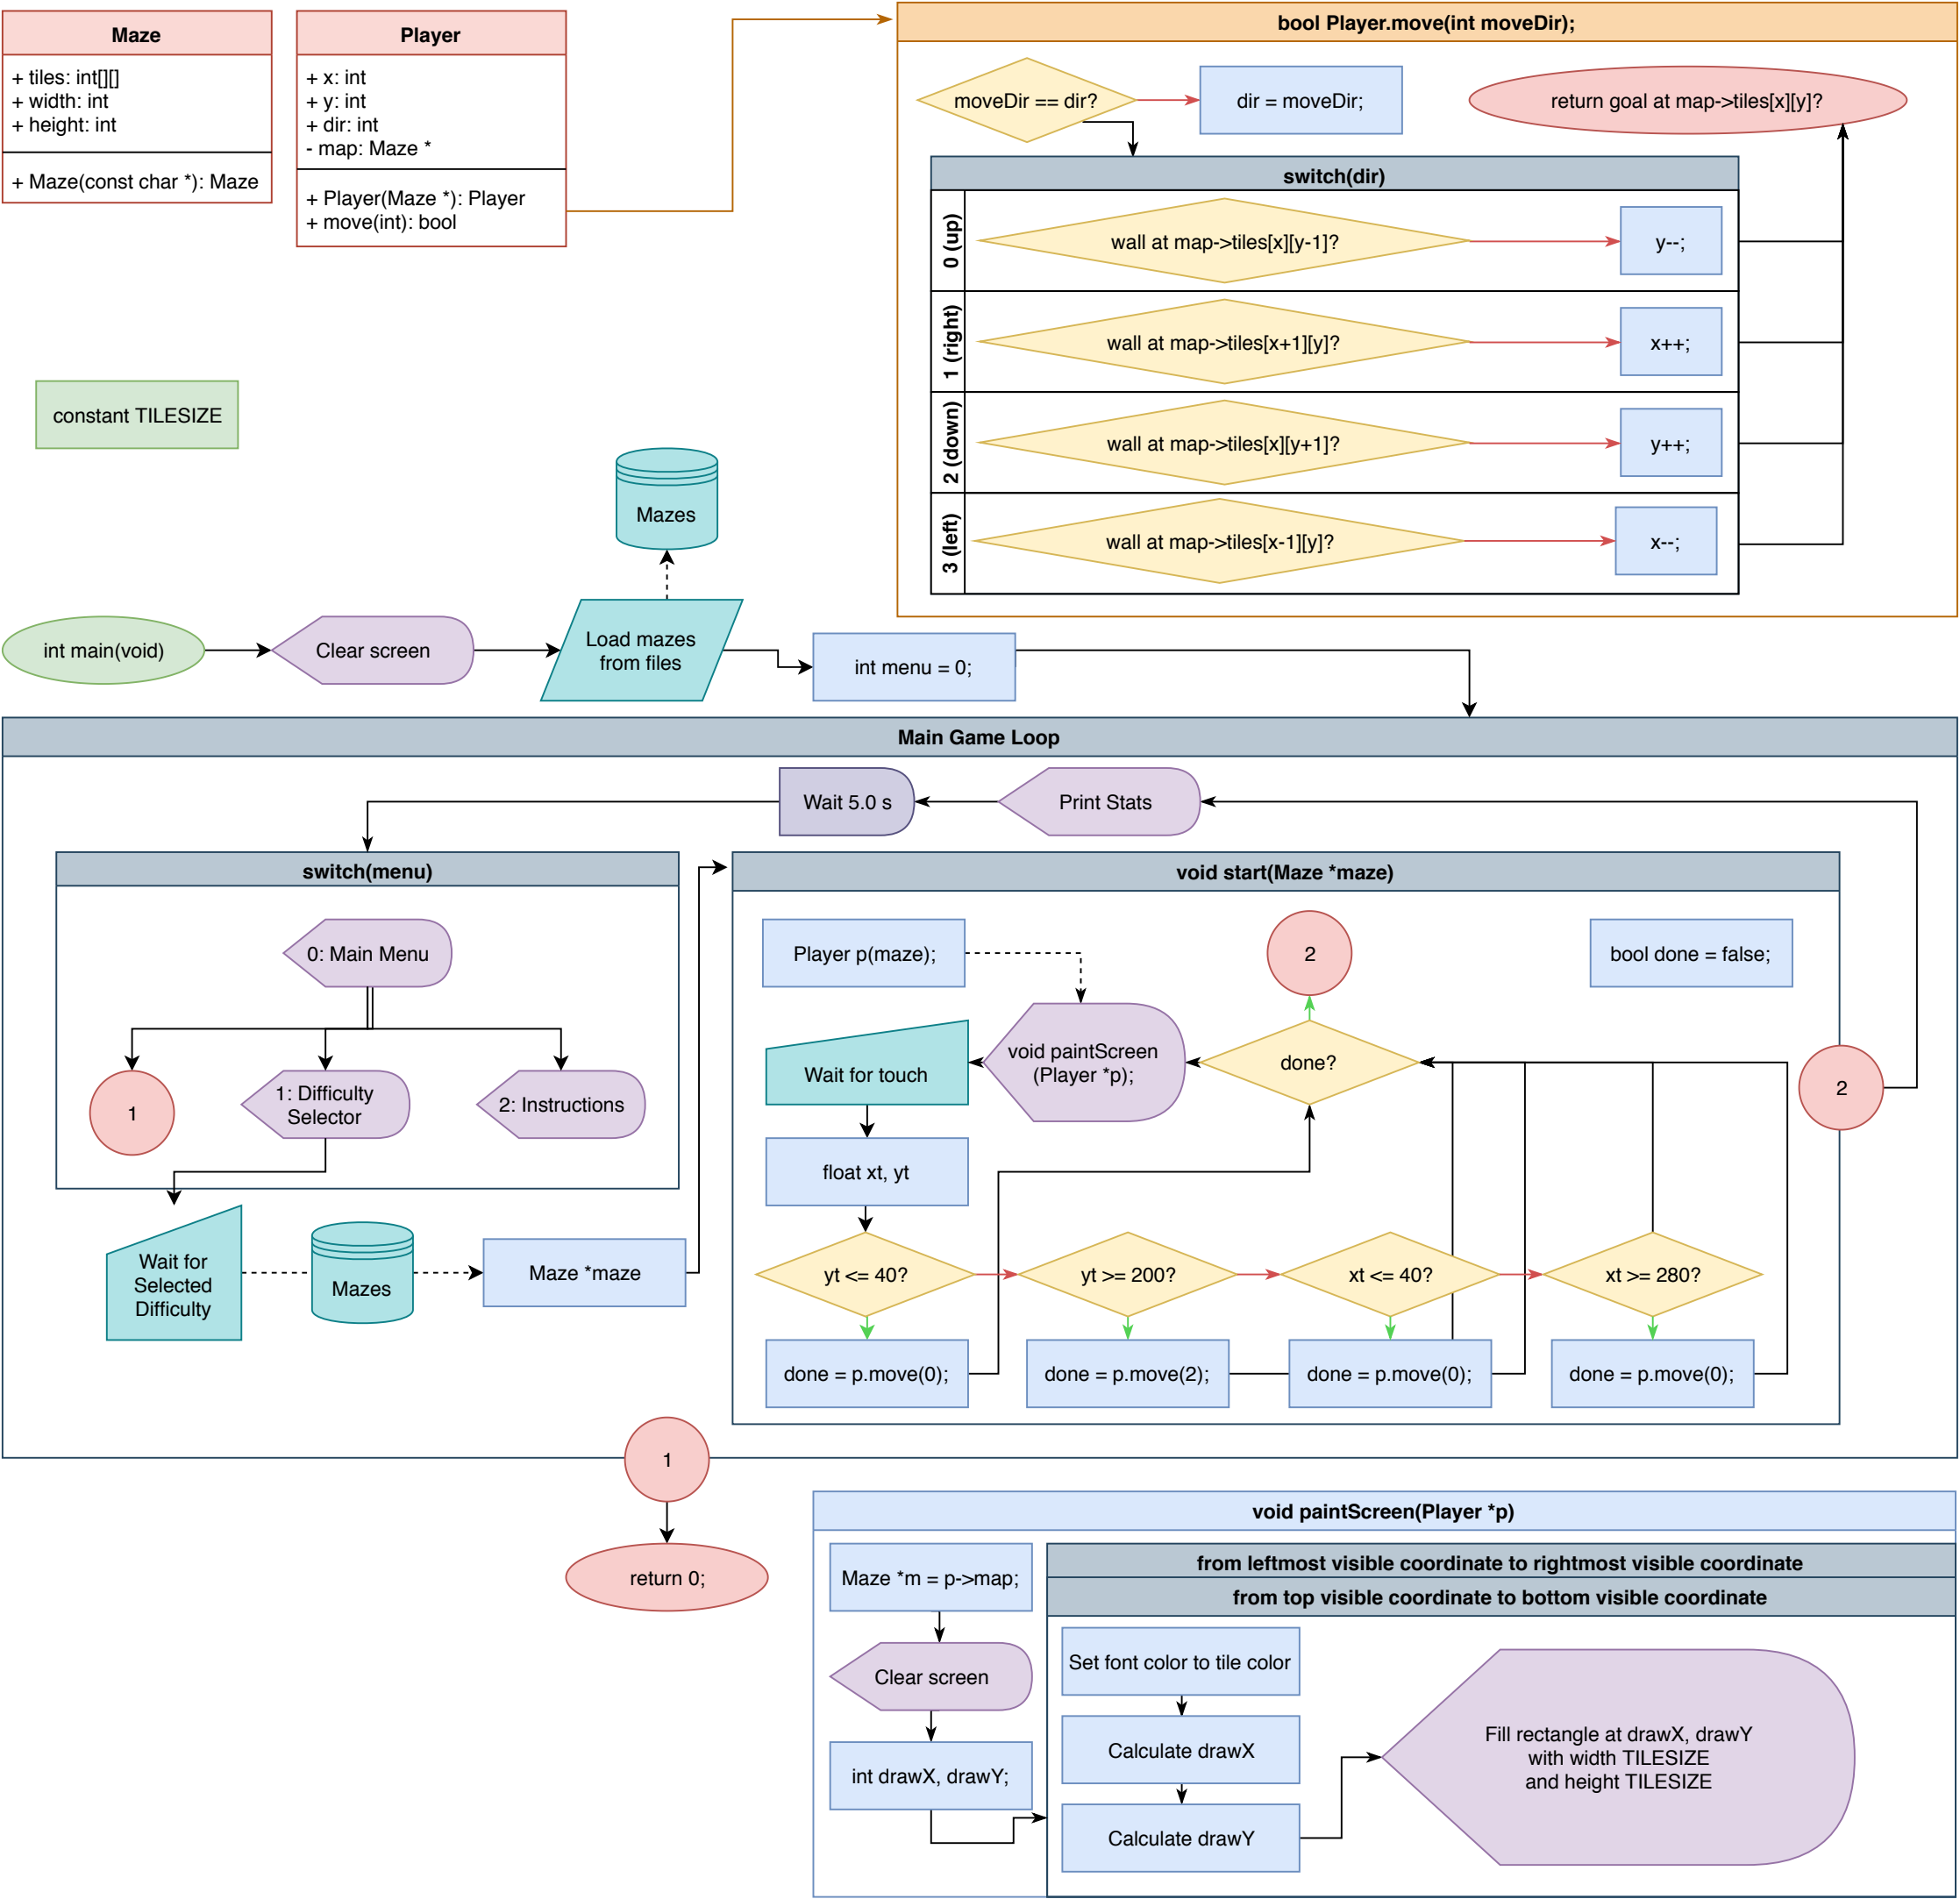 Maze
+ tiles: int[][]
+ width: int
+ height: int
+ Maze(const char *): Maze
Player
+ x: int
+ y: int
+ dir: int
- map: Maze *
+ Player(Maze *): Player
+ move(int): bool
bool Player.move(int moveDir);
moveDir == dir?
dir = moveDir;
return goal at map->tiles[x][y]?
switch(dir)
0 (up)
wall at map->tiles[x][y-1]?
y--;
1 (right)
wall at map->tiles[x+1][y]?
x++;
2 (down)
wall at map->tiles[x][y+1]?
y++;
3 (left)
wall at map->tiles[x-1][y]?
x--;
constant TILESIZE
Mazes
int main(void)
Clear screen
Load mazes
from files
int menu = 0;
Main Game Loop
Wait 5.0 s
Print Stats
switch(menu)
0: Main Menu
1
1: Difficulty
Selector
2: Instructions
Wait for
Selected
Difficulty
Mazes
Maze *maze
void start(Maze *maze)
Player p(maze);
2
bool done = false;
Wait for touch
void paintScreen
(Player *p);
done?
2
float xt, yt
yt <= 40?
yt >= 200?
xt <= 40?
xt >= 280?
done = p.move(0);
done = p.move(2);
done = p.move(0);
done = p.move(0);
1
return 0;
void paintScreen(Player *p)
Maze *m = p->map;
Clear screen
int drawX, drawY;
from leftmost visible coordinate to rightmost visible coordinate
from top visible coordinate to bottom visible coordinate
Set font color to tile color
Calculate drawX
Calculate drawY
Fill rectangle at drawX, drawY
with width TILESIZE
and height TILESIZE